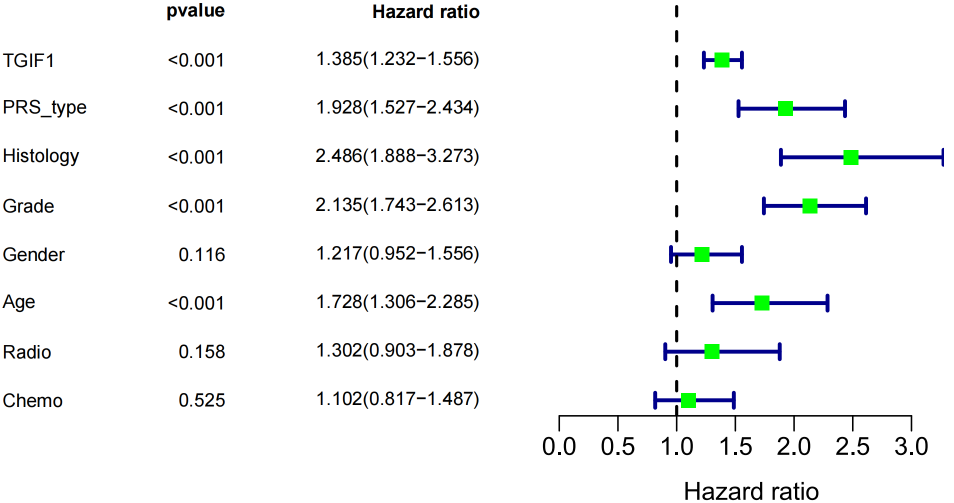 pvalue Hazard ratio
TGIF1 <0.001 1.385(1.232−1.556)
PRS_type <0.001 1.928(1.527−2.434)
Histology <0.001 2.486(1.888−3.273)
Grade <0.001 2.135(1.743−2.613)
Gender 0.116 1.217(0.952−1.556)
Age <0.001 1.728(1.306−2.285)
Radio 0.158 1.302(0.903−1.878)
Chemo 0.525 1.102(0.817−1.487)
0.0 0.5 1.0 1.5 2.0 2.5 3.0
Hazard ratio